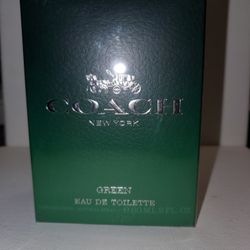 COACH
NEW YORK
GREEN
EAU DE TOILETTE